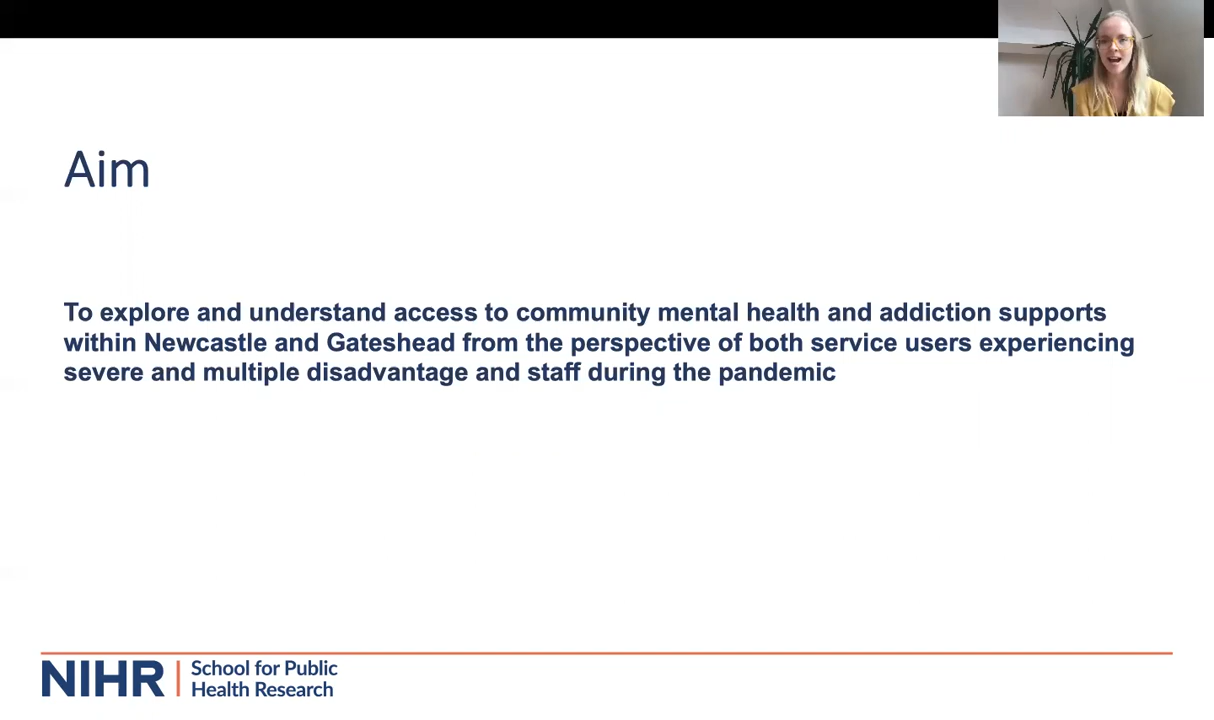 Aim
To explore and understand access to community mental health and addiction supports
within Newcastle and Gateshead from the perspective of both service users experiencing
severe and multiple disadvantage and staff during the pandemic
NIHR | School for Public
Health Research